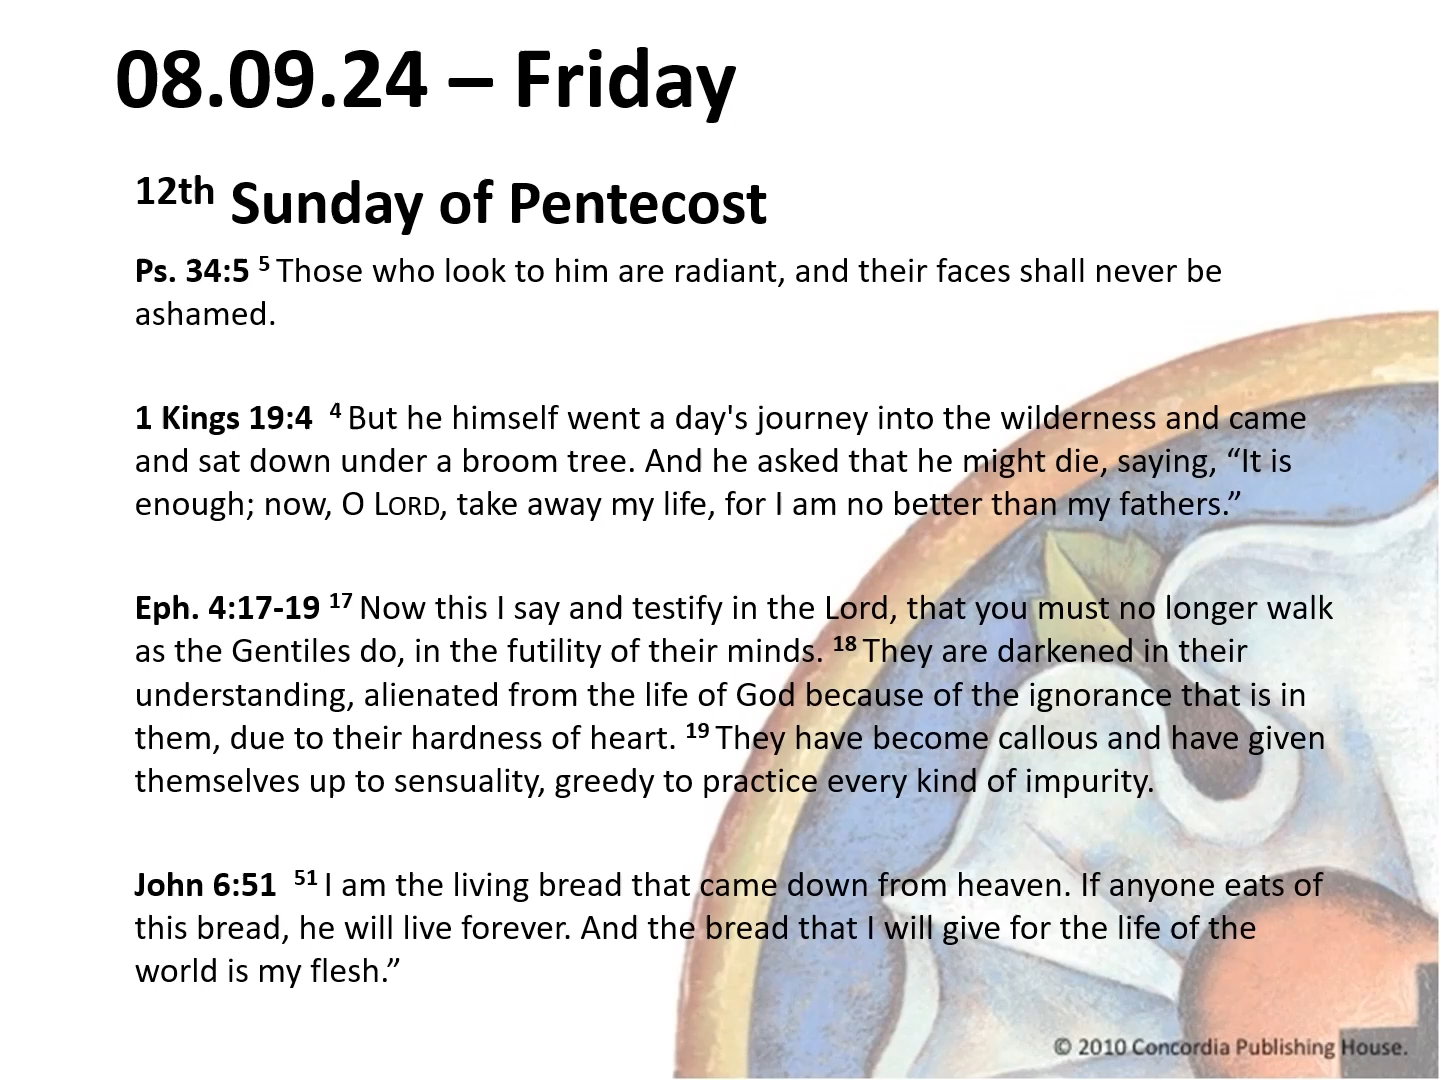 08.09.24 – Friday
12th Sunday of Pentecost
Ps. 34:5 5 Those who look to him are radiant, and their faces shall never be
ashamed.
1 Kings 19:4 4 But he himself went a day's journey into the wilderness and came
and sat down under a broom tree. And he asked that he might die, saying, “It is
enough; now, O LORD, take away my life, for I am no better than my fathers.”
Eph. 4:17-19 17 Now this I say and testify in the Lord, that you must no longer walk
as the Gentiles do, in the futility of their minds. 18 They are darkened in their
understanding, alienated from the life of God because of the ignorance that is in
them, due to their hardness of heart. 19 They have become callous and have given
themselves up to sensuality, greedy to practice every kind of impurity.
John 6:51 51 I am the living bread that came down from heaven. If anyone eats of
this bread, he will live forever. And the bread that I will give for the life of the
world is my flesh.”
© 2010 Concordia Publishing House.